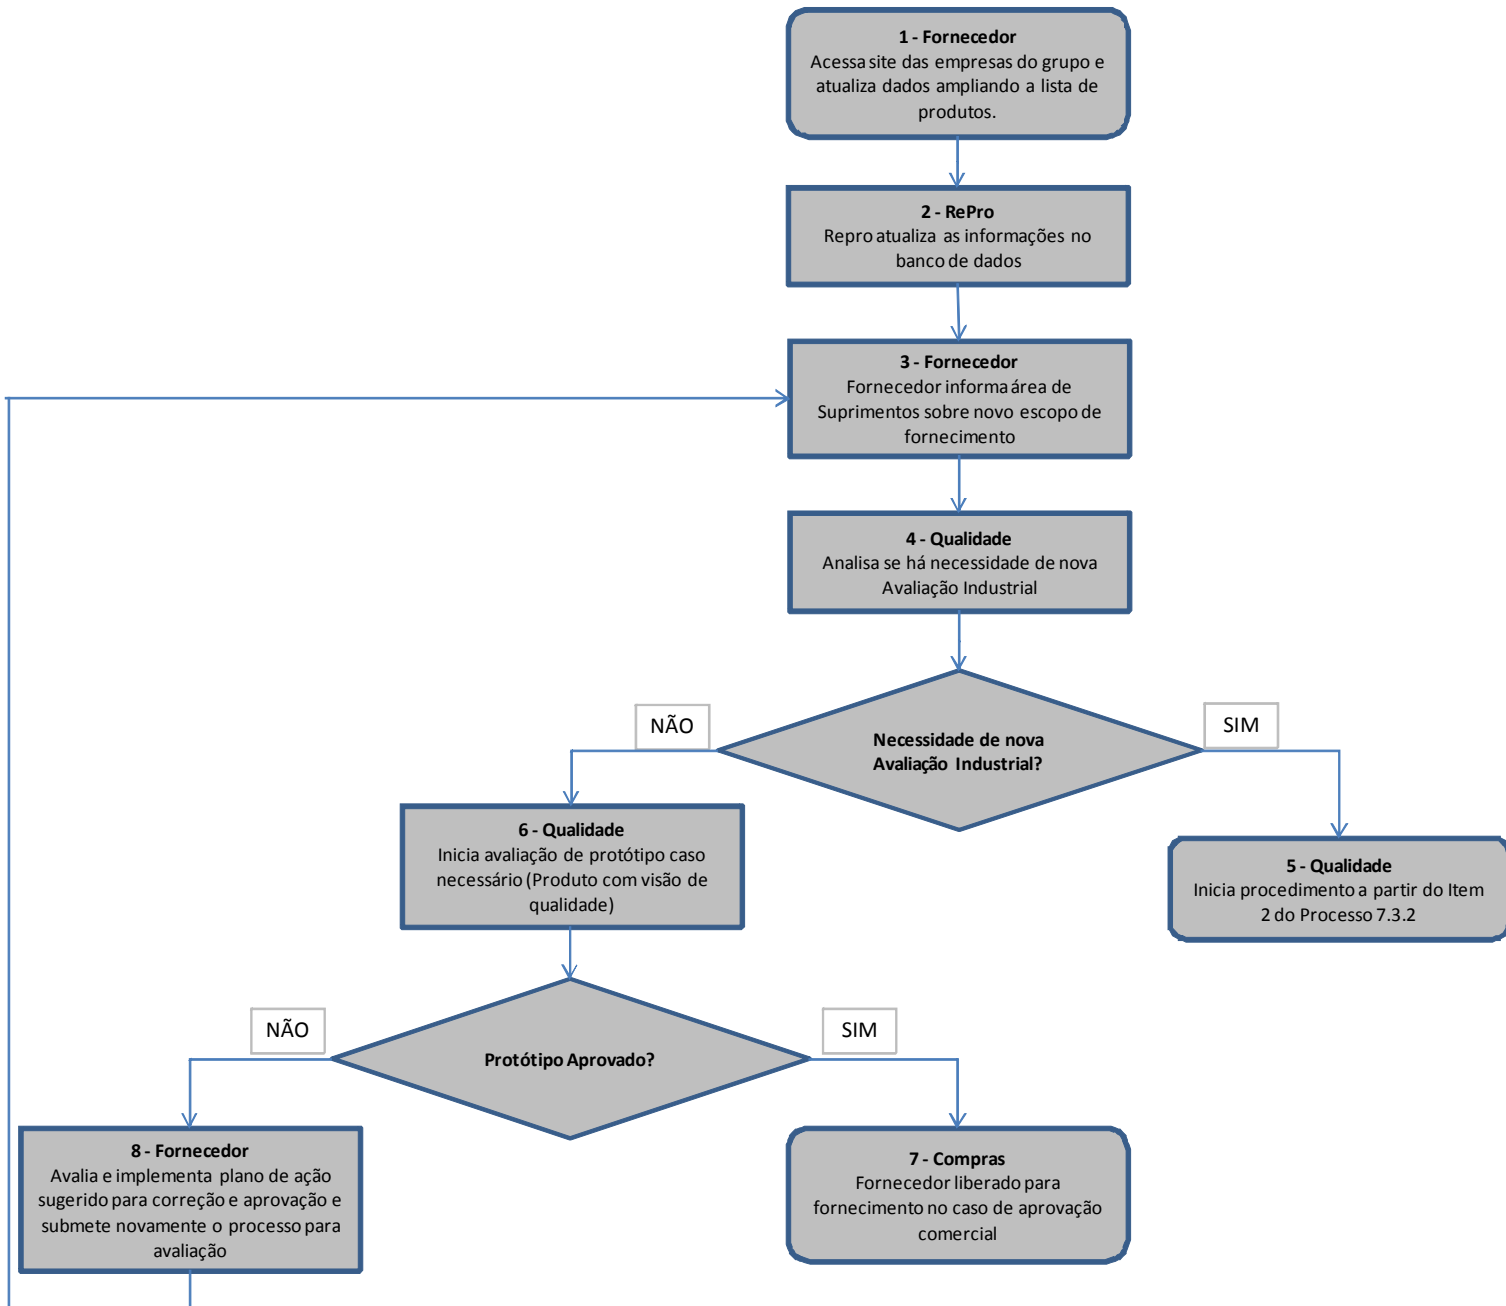 1 - Fornecedor
Acessa site das empresas do grupo e
atualiza dados ampliando a lista de
produtos.
2 - RePro
Repro atualiza as informações no
banco de dados
3 - Fornecedor
Fornecedor informa área de
Suprimentos sobre novo escopo de
fornecimento
4 - Qualidade
Analisa se há necessidade de nova
Avaliação Industrial
NÃO
SIM
Necessidade de nova
Avaliação Industrial?
6 - Qualidade
Inicia avaliação de protótipo caso
necessário (Produto com visão de
qualidade)
5 - Qualidade
Inicia procedimento a partir do Item
2 do Processo 7.3.2
NÃO
SIM
Protótipo Aprovado?
8 - Fornecedor
Avalia e implementa plano de ação
sugerido para correção e aprovação e
submete novamente o processo para
avaliação
7 - Compras
Fornecedor liberado para
fornecimento no caso de aprovação
comercial